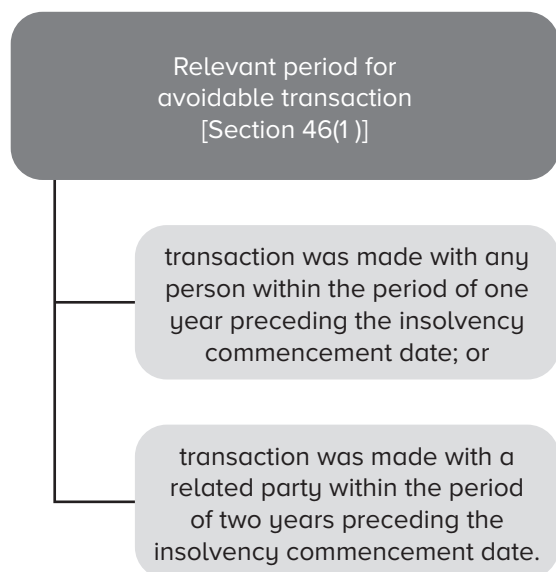 Relevant period for
avoidable transaction
[Section 46(1 )]
transaction was made with any
person within the period of one
year preceding the insolvency
commencement date; or
transaction was made with a
related party within the period
of two years preceding the
insolvency commencement date.